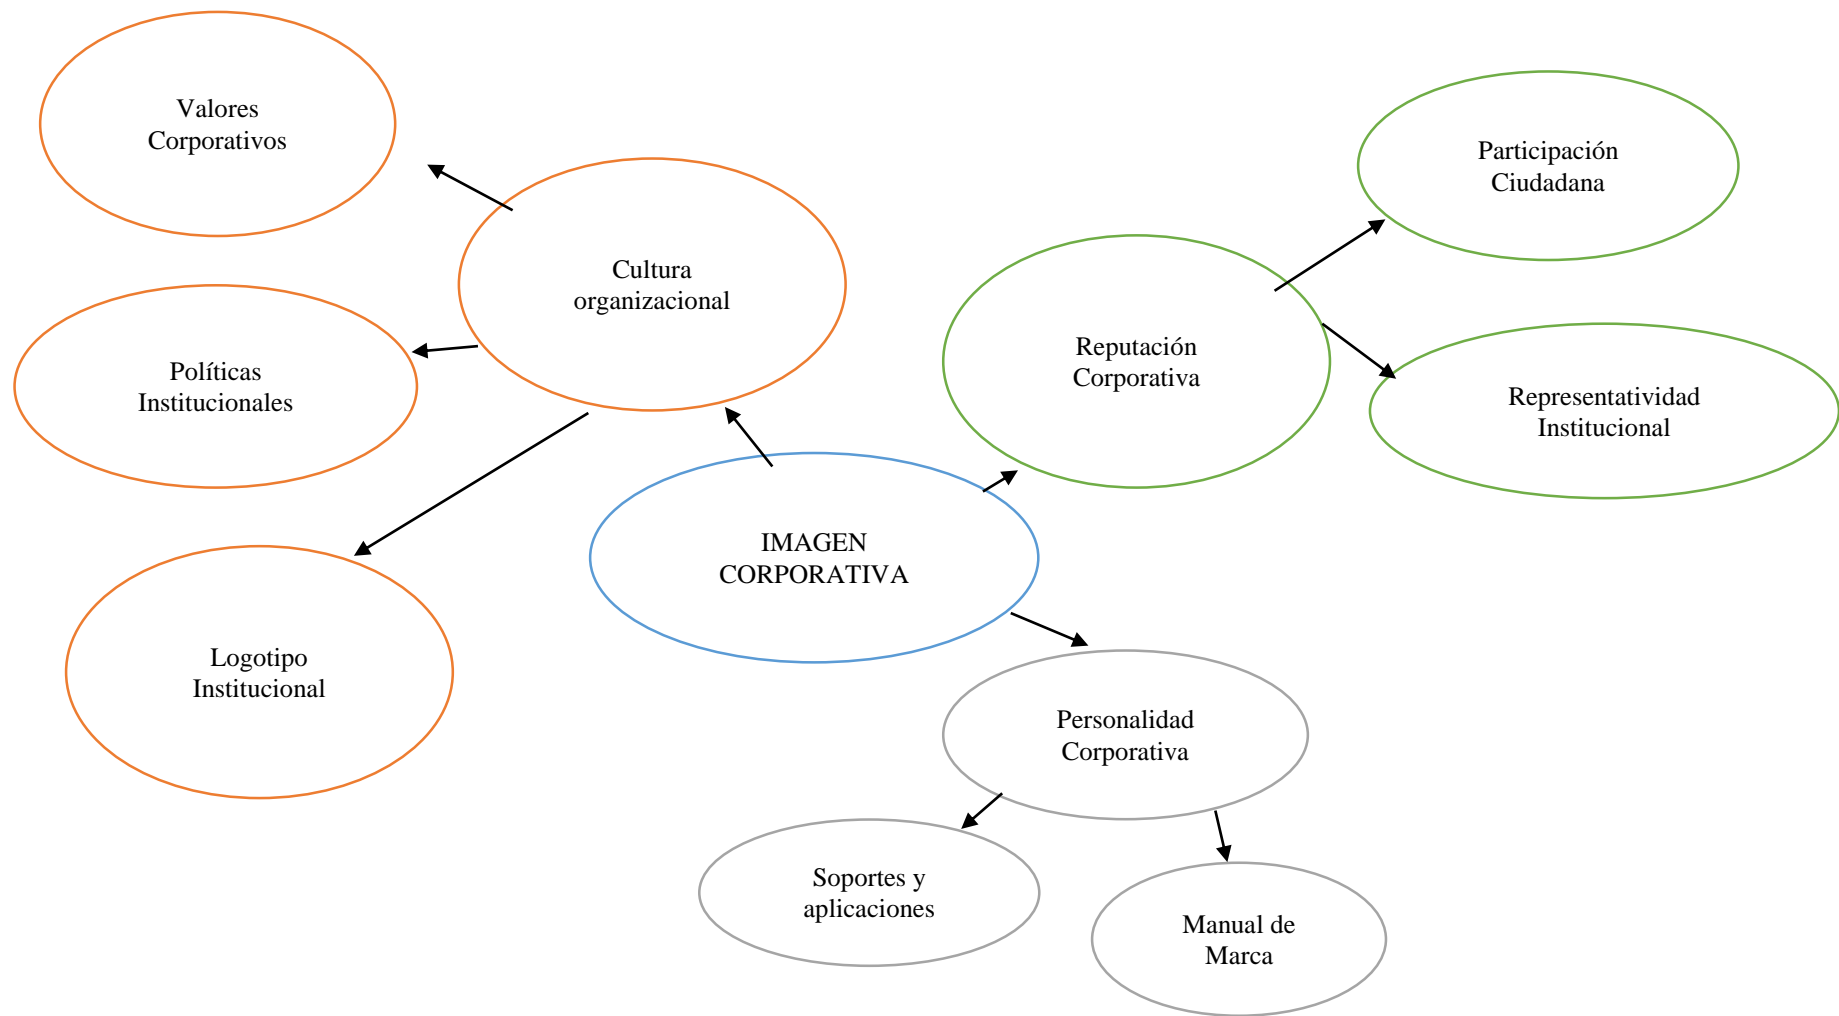 Valores
Corporativos
Participación
Ciudadana
Cultura
organizacional
Reputación
Corporativa
Políticas
Institucionales
Representatividad
Institucional
IMAGEN
CORPORATIVA
Logotipo
Institucional
Personalidad
Corporativa
Soportes y
aplicaciones
Manual de
Marca